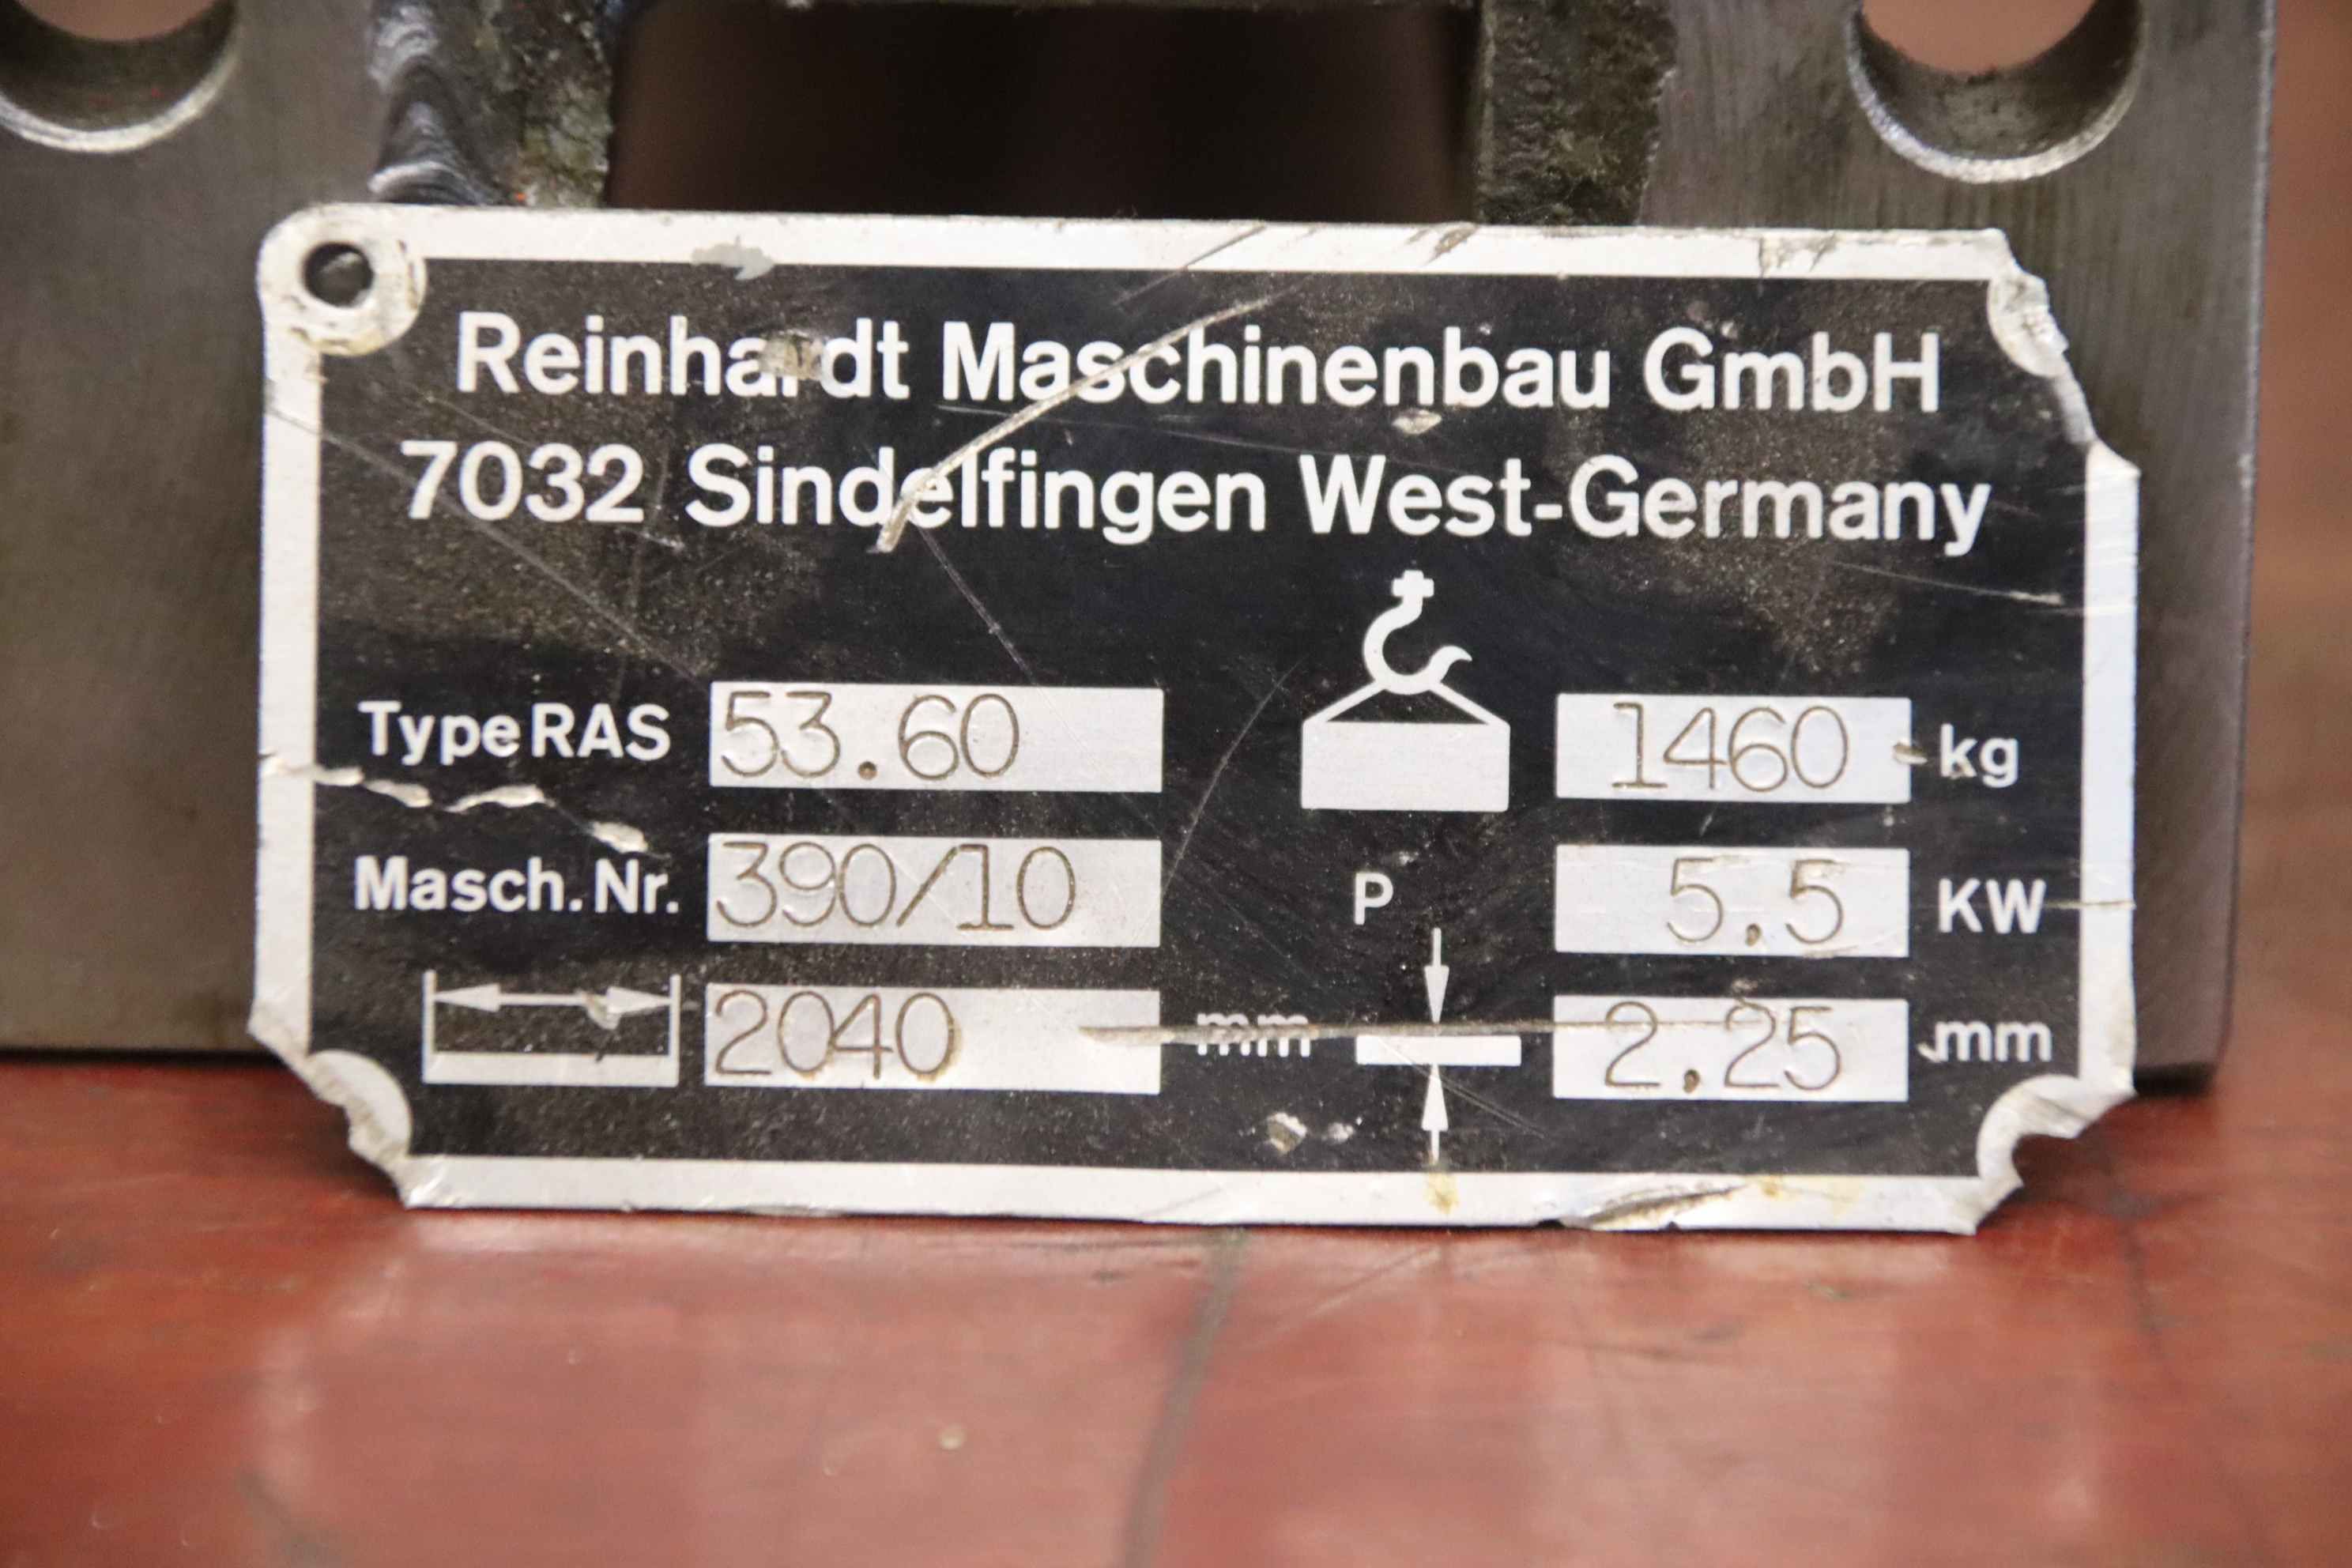 Reinhardt Maschinenbau GmbH
7032 Sindelfingen West-Germany
Type RAS 53.60 1460 kg
Masch. Nr. 390/10 P 5,5 KW
2040 mm 2,25 mm